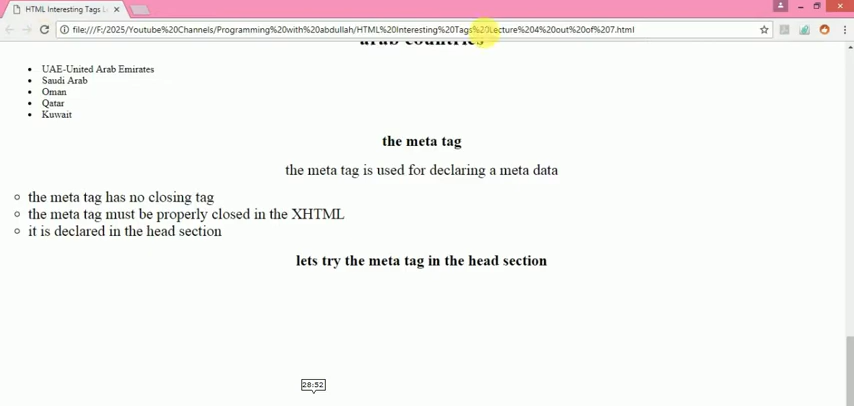 HTML Interesting Tags L
file:///F:/2025/Youtube%20Channels/Programming%20with%20abdullah/HTML%20Interesting%20Tags%20Lecture%204%20out%20of%207.html
arab countries
UAE-United Arab Emirates
Saudi Arab
Oman
Qatar
Kuwait
the meta tag
the meta tag is used for declaring a meta data
the meta tag has no closing tag
the meta tag must be properly closed in the XHTML
it is declared in the head section
lets try the meta tag in the head section
28:52